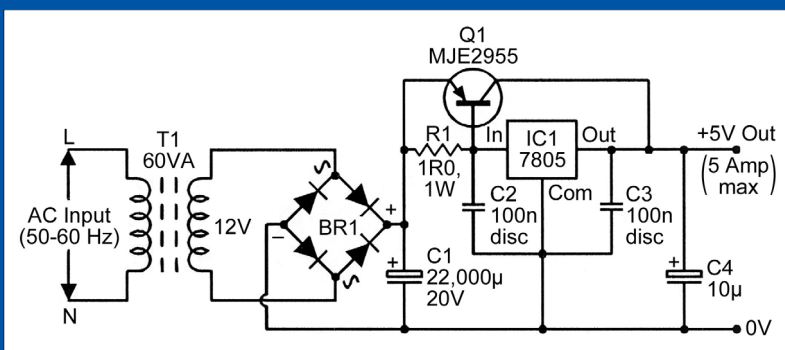 Q1
MJE2955
L
T1
60VA
AC Input
(50-60 Hz)
N
12V
∿
BR1
∿
+
−
R1
1R0,
1W
In
IC1
7805
Out
Com
C2
100n
disc
C3
100n
disc
+
C1
22,000µ
20V
+
C4
10µ
+5V Out
(5 Amp
max)
0V